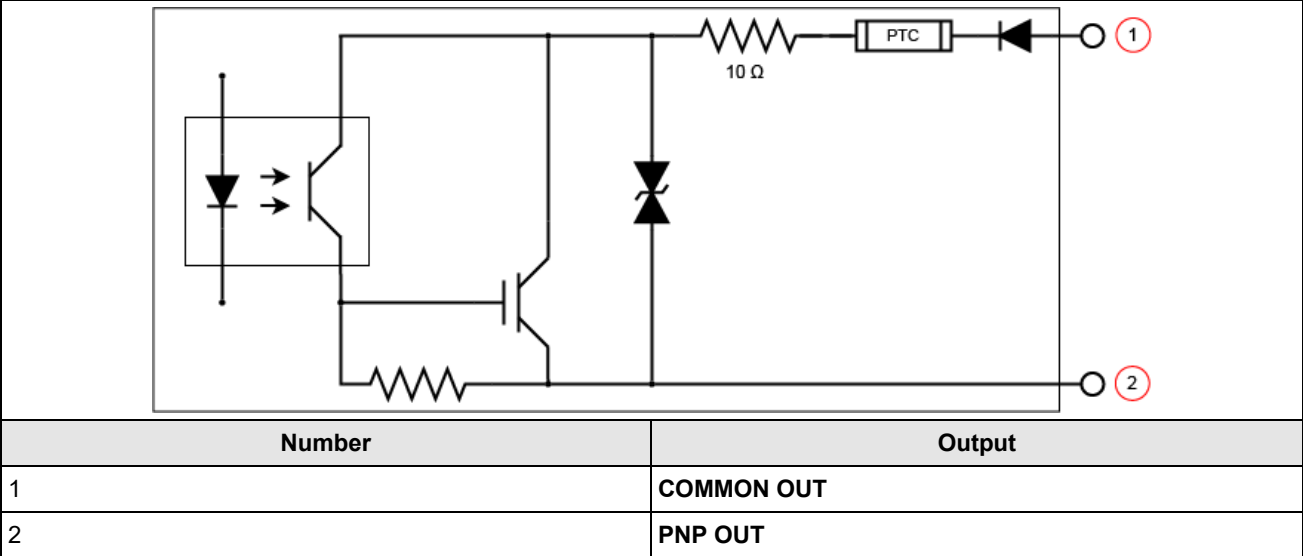 PTC 1
10 Ω
2
Number Output
1 COMMON OUT
2 PNP OUT